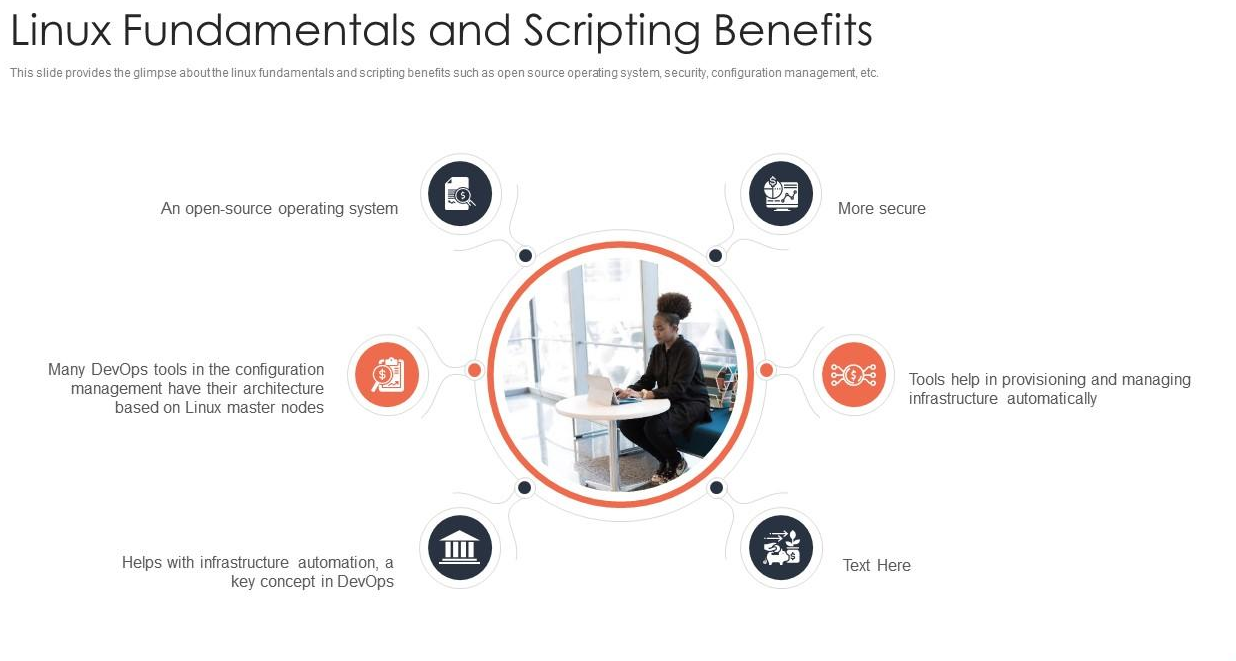 Linux Fundamentals and Scripting Benefits
This slide provides the glimpse about the linux fundamentals and scripting benefits such as open source operating system, security, configuration management, etc.
An open-source operating system
More secure
Many DevOps tools in the configuration
management have their architecture
based on Linux master nodes
Tools help in provisioning and managing
infrastructure automatically
Helps with infrastructure automation, a
key concept in DevOps
Text Here